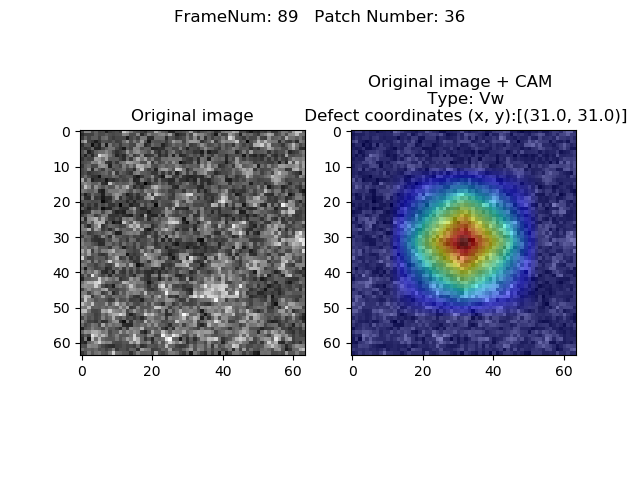 FrameNum: 89   Patch Number: 36
Original image + CAM
Type: Vw
Original image
Defect coordinates (x, y):[(31.0, 31.0)]
0
10
20
30
40
50
60
0 20 40 60
0
10
20
30
40
50
60
0 20 40 60